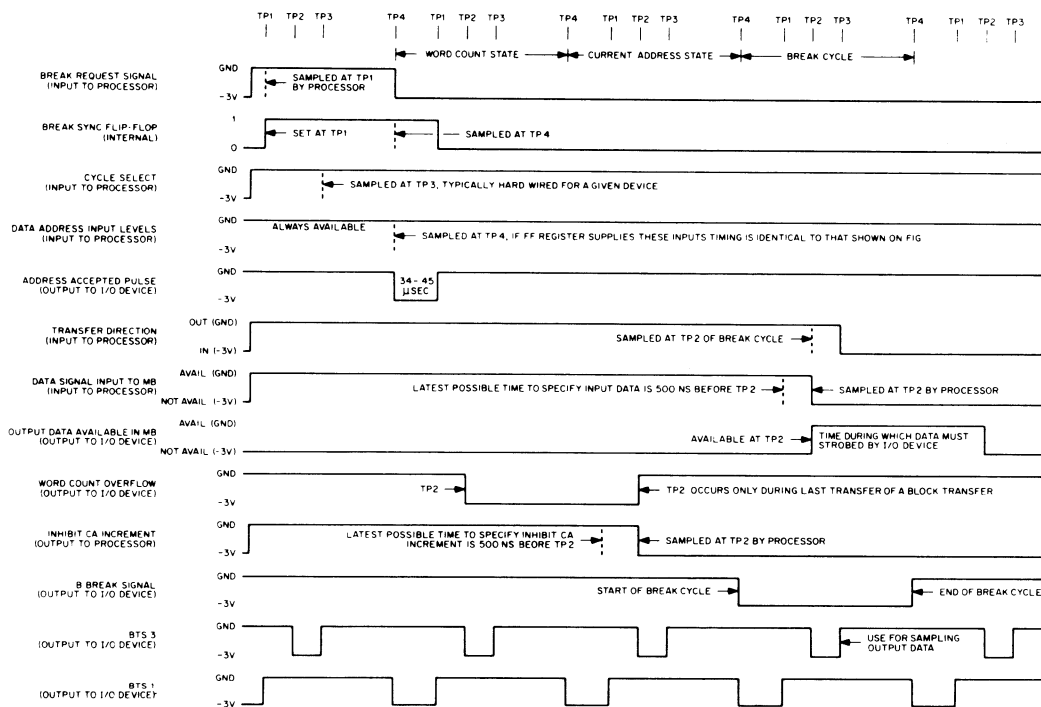 TP1 TP2 TP3 TP4 TP1 TP2 TP3 TP4 TP1 TP2 TP3 TP4 TP1 TP2 TP3 TP4 TP1 TP2 TP3
WORD COUNT STATE CURRENT ADDRESS STATE BREAK CYCLE
BREAK REQUEST SIGNAL
(INPUT TO PROCESSOR)
GND
-3V
SAMPLED AT TP1
BY PROCESSOR
BREAK SYNC FLIP-FLOP
(INTERNAL)
1
0
SET AT TP1
SAMPLED AT TP4
CYCLE SELECT
(INPUT TO PROCESSOR)
GND
-3V
SAMPLED AT TP3, TYPICALLY HARD WIRED FOR A GIVEN DEVICE
DATA ADDRESS INPUT LEVELS
(INPUT TO PROCESSOR)
GND
-3V
ALWAYS AVAILABLE
SAMPLED AT TP4, IF FF REGISTER SUPPLIES THESE INPUTS TIMING IS IDENTICAL TO THAT SHOWN ON FIG
ADDRESS ACCEPTED PULSE
(OUTPUT TO I/O DEVICE)
GND
-3V
34-45
μSEC
TRANSFER DIRECTION
(INPUT TO PROCESSOR)
OUT (GND)
IN (-3V)
SAMPLED AT TP2 OF BREAK CYCLE
DATA SIGNAL INPUT TO MB
(INPUT TO PROCESSOR)
AVAIL (GND)
NOT AVAIL (-3V)
LATEST POSSIBLE TIME TO SPECIFY INPUT DATA IS 500 NS BEFORE TP2
SAMPLED AT TP2 BY PROCESSOR
OUTPUT DATA AVAILABLE IN MB
(OUTPUT TO I/O DEVICE)
AVAIL (GND)
NOT AVAIL (-3V)
AVAILABLE AT TP2
TIME DURING WHICH DATA MUST
STROBED BY I/O DEVICE
WORD COUNT OVERFLOW
(OUTPUT TO I/O DEVICE)
GND
-3V
TP2
TP2 OCCURS ONLY DURING LAST TRANSFER OF A BLOCK TRANSFER
INHIBIT CA INCREMENT
(OUTPUT TO PROCESSOR)
GND
-3V
LATEST POSSIBLE TIME TO SPECIFY INHIBIT CA
INCREMENT IS 500 NS BEORE TP2
SAMPLED AT TP2 BY PROCESSOR
B BREAK SIGNAL
(OUTPUT TO I/O DEVICE)
GND
-3V
START OF BREAK CYCLE
END OF BREAK CYCLE
BTS 3
(OUTPUT TO I/O DEVICE)
GND
-3V
USE FOR SAMPLING
OUTPUT DATA
BTS 1
(OUTPUT TO I/O DEVICE)
GND
-3V